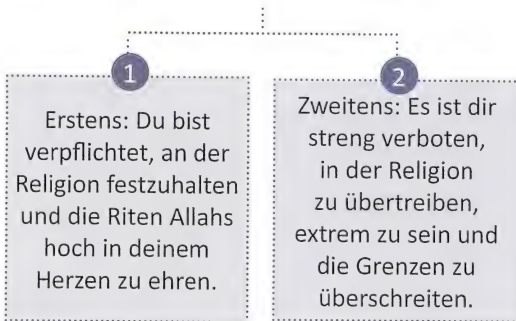 1
Erstens: Du bist
verpflichtet, an der
Religion festzuhalten
und die Riten Allahs
hoch in deinem
Herzen zu ehren.
2
Zweitens: Es ist dir
streng verboten,
in der Religion
zu übertreiben,
extrem zu sein und
die Grenzen zu
überschreiten.